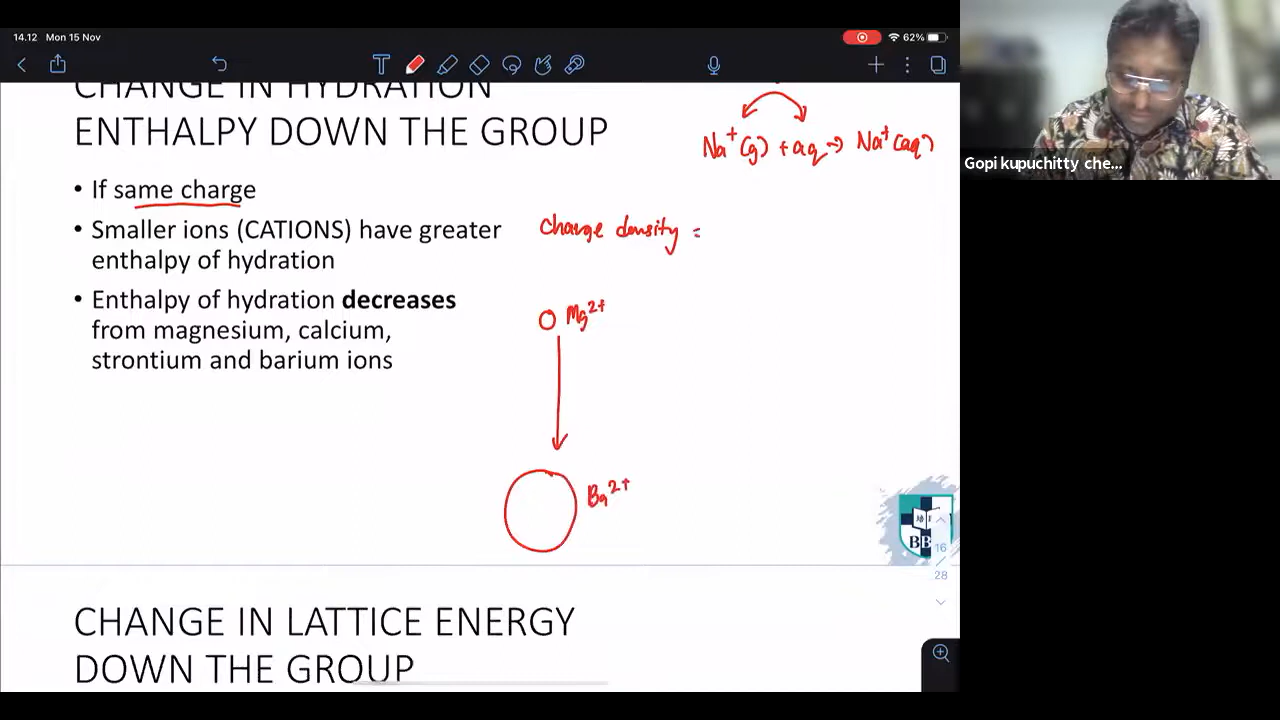 14.12 Mon 15 Nov
62%
CHANGE IN HYDRATION
ENTHALPY DOWN THE GROUP
Na+(g) + aq → Na+(aq)
Gopi kupuchitty che...
• If same charge
• Smaller ions (CATIONS) have greater
enthalpy of hydration
Charge density =
• Enthalpy of hydration decreases
from magnesium, calcium,
strontium and barium ions
Mg2+
Ba2+
BB
16
28
CHANGE IN LATTICE ENERGY
DOWN THE GROUP